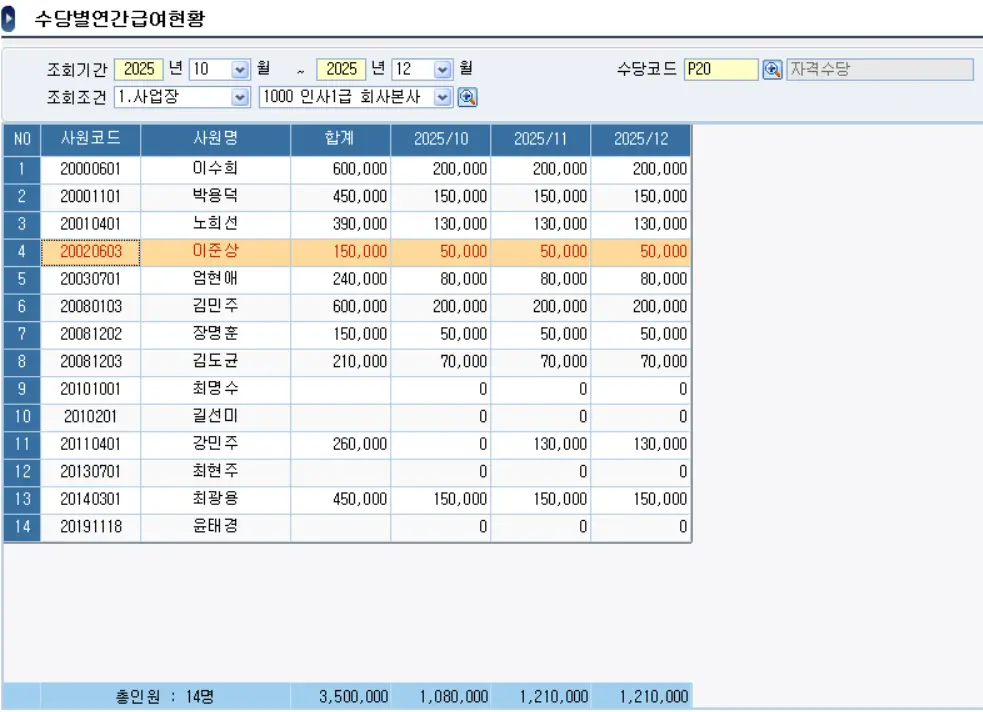 수당별연간급여현황
조회기간 2025 년 10 월 ~ 2025 년 12 월 수당코드 P20 자격수당
조회조건 1.사업장 1000 인사1급 회사본사
NO 사원코드 사원명 합계 2025/10 2025/11 2025/12
1 20000601 이수희 600,000 200,000 200,000 200,000
2 20001101 박용덕 450,000 150,000 150,000 150,000
3 20010401 노희선 390,000 130,000 130,000 130,000
4 20020603 이준상 150,000 50,000 50,000 50,000
5 20030701 엄현애 240,000 80,000 80,000 80,000
6 20080103 김민주 600,000 200,000 200,000 200,000
7 20081202 장명훈 150,000 50,000 50,000 50,000
8 20081203 김도균 210,000 70,000 70,000 70,000
9 20101001 최명수 0 0 0
10 2010201 길선미 0 0 0
11 20110401 강민주 260,000 0 130,000 130,000
12 20130701 최현주 0 0 0
13 20140301 최광용 450,000 150,000 150,000 150,000
14 20191118 윤태경 0 0 0
총인원 : 14명 3,500,000 1,080,000 1,210,000 1,210,000